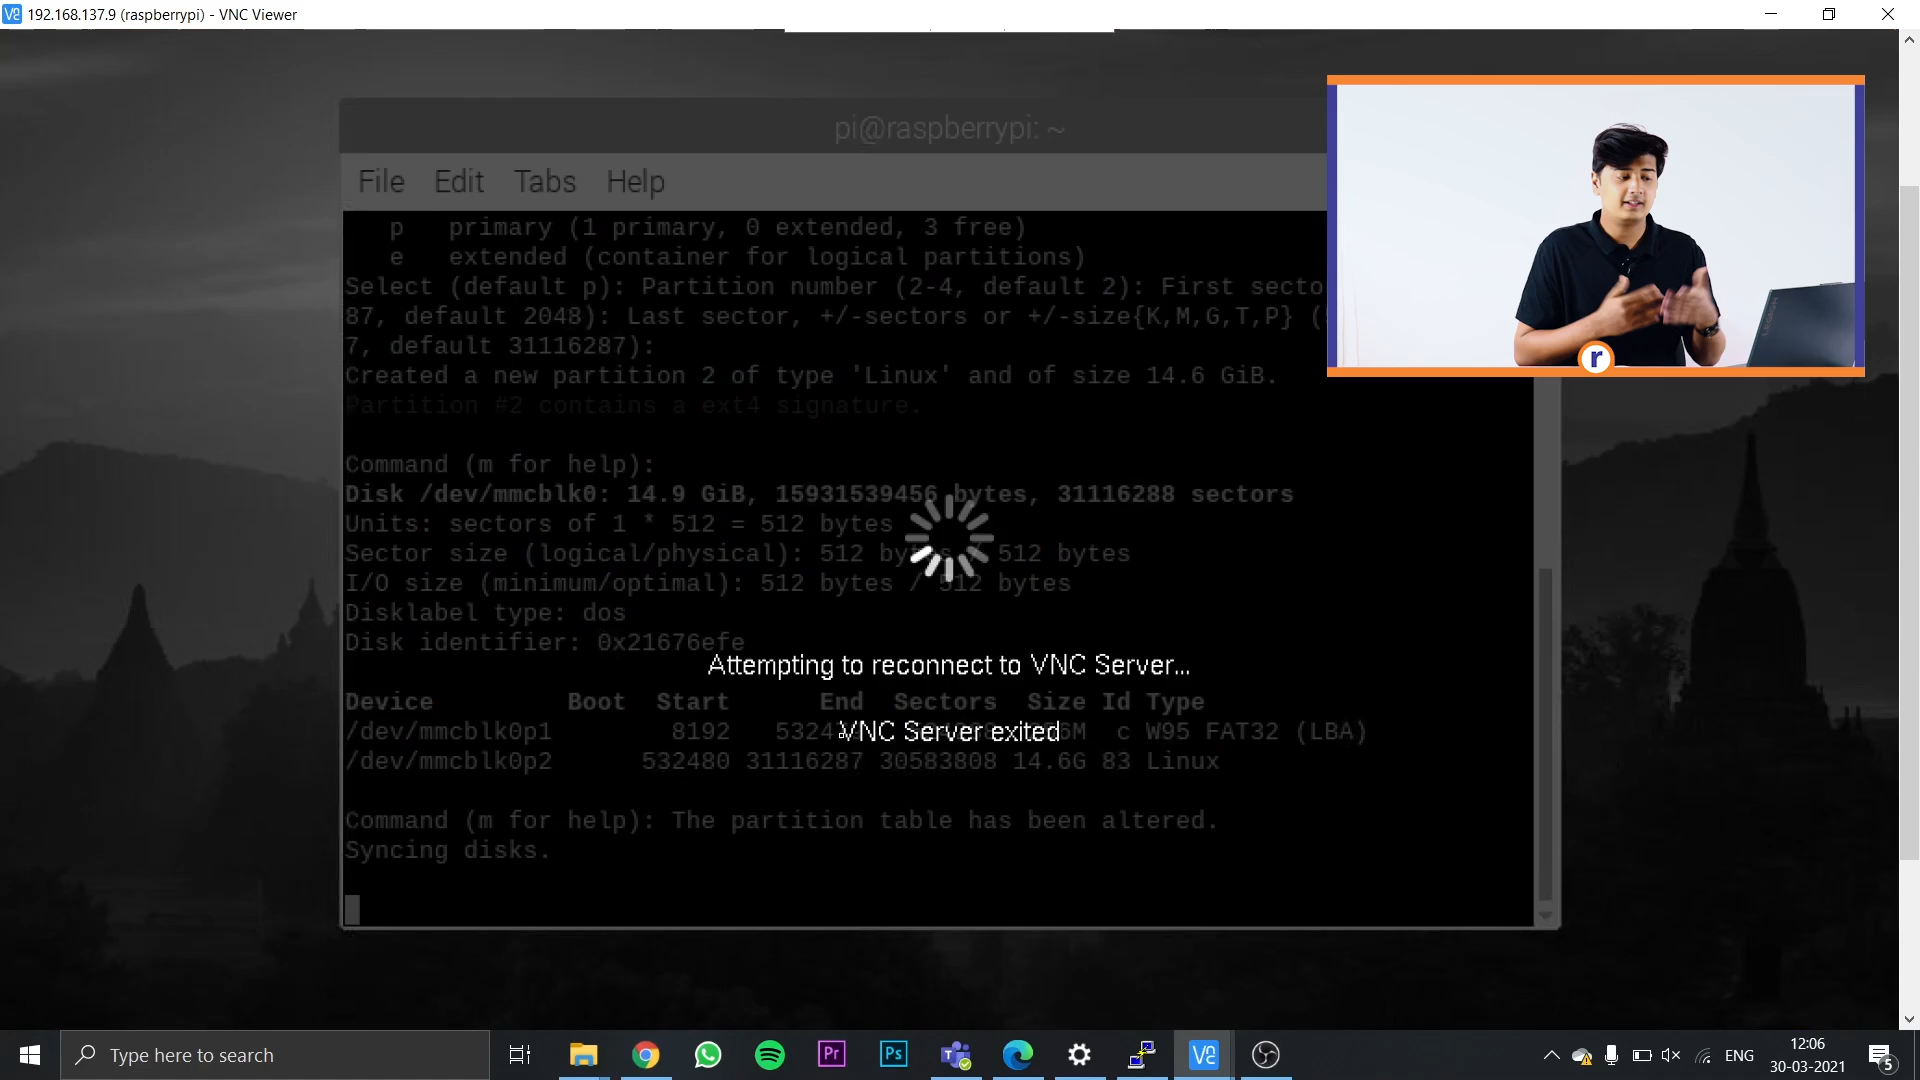 192.168.137.9 (raspberrypi) - VNC Viewer
pi@raspberrypi: ~
File Edit Tabs Help
p primary (1 primary, 0 extended, 3 free)
e extended (container for logical partitions)
Select (default p): Partition number (2-4, default 2): First secto
87, default 2048): Last sector, +/-sectors or +/-size{K,M,G,T,P} (
7, default 31116287):
Created a new partition 2 of type 'Linux' and of size 14.6 GiB.
Partition #2 contains a ext4 signature.
Command (m for help):
Disk /dev/mmcblk0: 14.9 GiB, 15931539456 bytes, 31116288 sectors
Units: sectors of 1 * 512 = 512 bytes
Sector size (logical/physical): 512 bytes / 512 bytes
I/O size (minimum/optimal): 512 bytes / 512 bytes
Disklabel type: dos
Disk identifier: 0x21676efe
Attempting to reconnect to VNC Server...
Device Boot Start End Sectors Size Id Type
/dev/mmcblk0p1 8192 c W95 FAT32 (LBA)
VNC Server exited
/dev/mmcblk0p2 532480 31116287 30583808 14.6G 83 Linux
Command (m for help): The partition table has been altered.
Syncing disks.
LEGION
r
Type here to search
Pr
Ps
ENG
12:06
30-03-2021
5